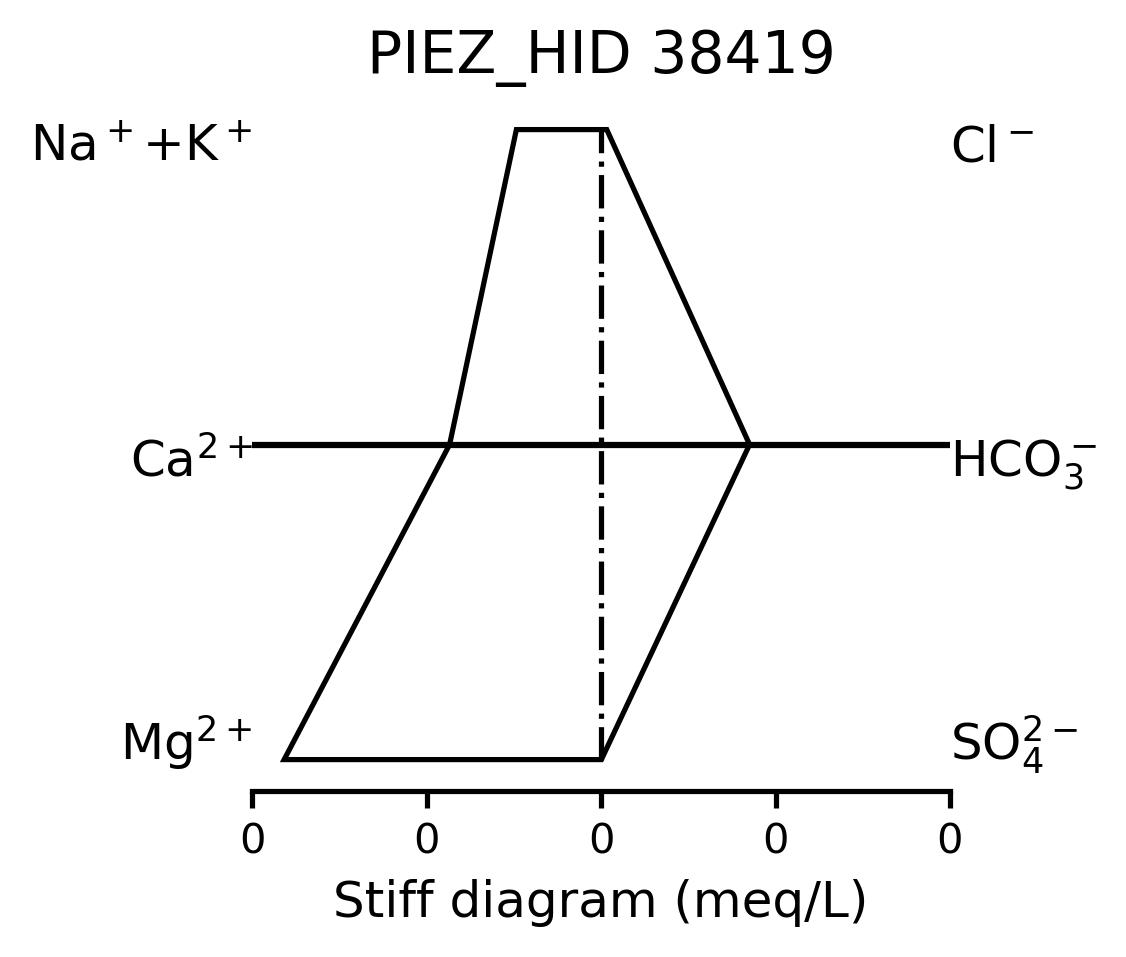 PIEZ_HID 38419
Na⁺+K⁺ Cl⁻
Ca²⁺ HCO₃⁻
Mg²⁺ SO₄²⁻
0 0 0 0 0
Stiff diagram (meq/L)